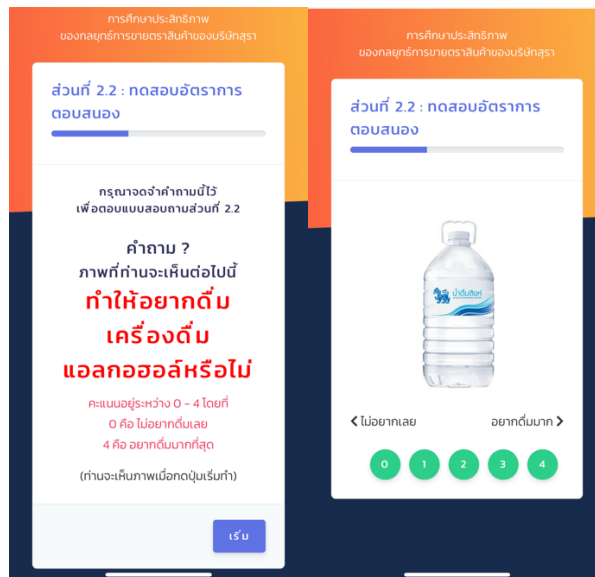 การศึกษาประสิทธิภาพ
ของกลยุทธ์การขายตราสินค้าของบริษัทสุรา
ส่วนที่ 2.2 : ทดสอบอัตราการ
ตอบสนอง
กรุณาจดจำคำถามนี้ไว้
เพื่อตอบแบบสอบถามส่วนที่ 2.2
คำถาม ?
ภาพที่ท่านจะเห็นต่อไปนี้
ทำให้อยากดื่ม
เครื่องดื่ม
แอลกอฮอล์หรือไม่
คะแนนอยู่ระหว่าง 0 - 4 โดยที่
0 คือ ไม่อยากดื่มเลย
4 คือ อยากดื่มมากที่สุด
(ท่านจะเห็นภาพเมื่อกดปุ่มเริ่มทำ)
เริ่ม
การศึกษาประสิทธิภาพ
ของกลยุทธ์การขายตราสินค้าของบริษัทสุรา
ส่วนที่ 2.2 : ทดสอบอัตราการ
ตอบสนอง
น้ำดื่มสิงห์
ไม่อยากเลย อยากดื่มมาก
0 1 2 3 4